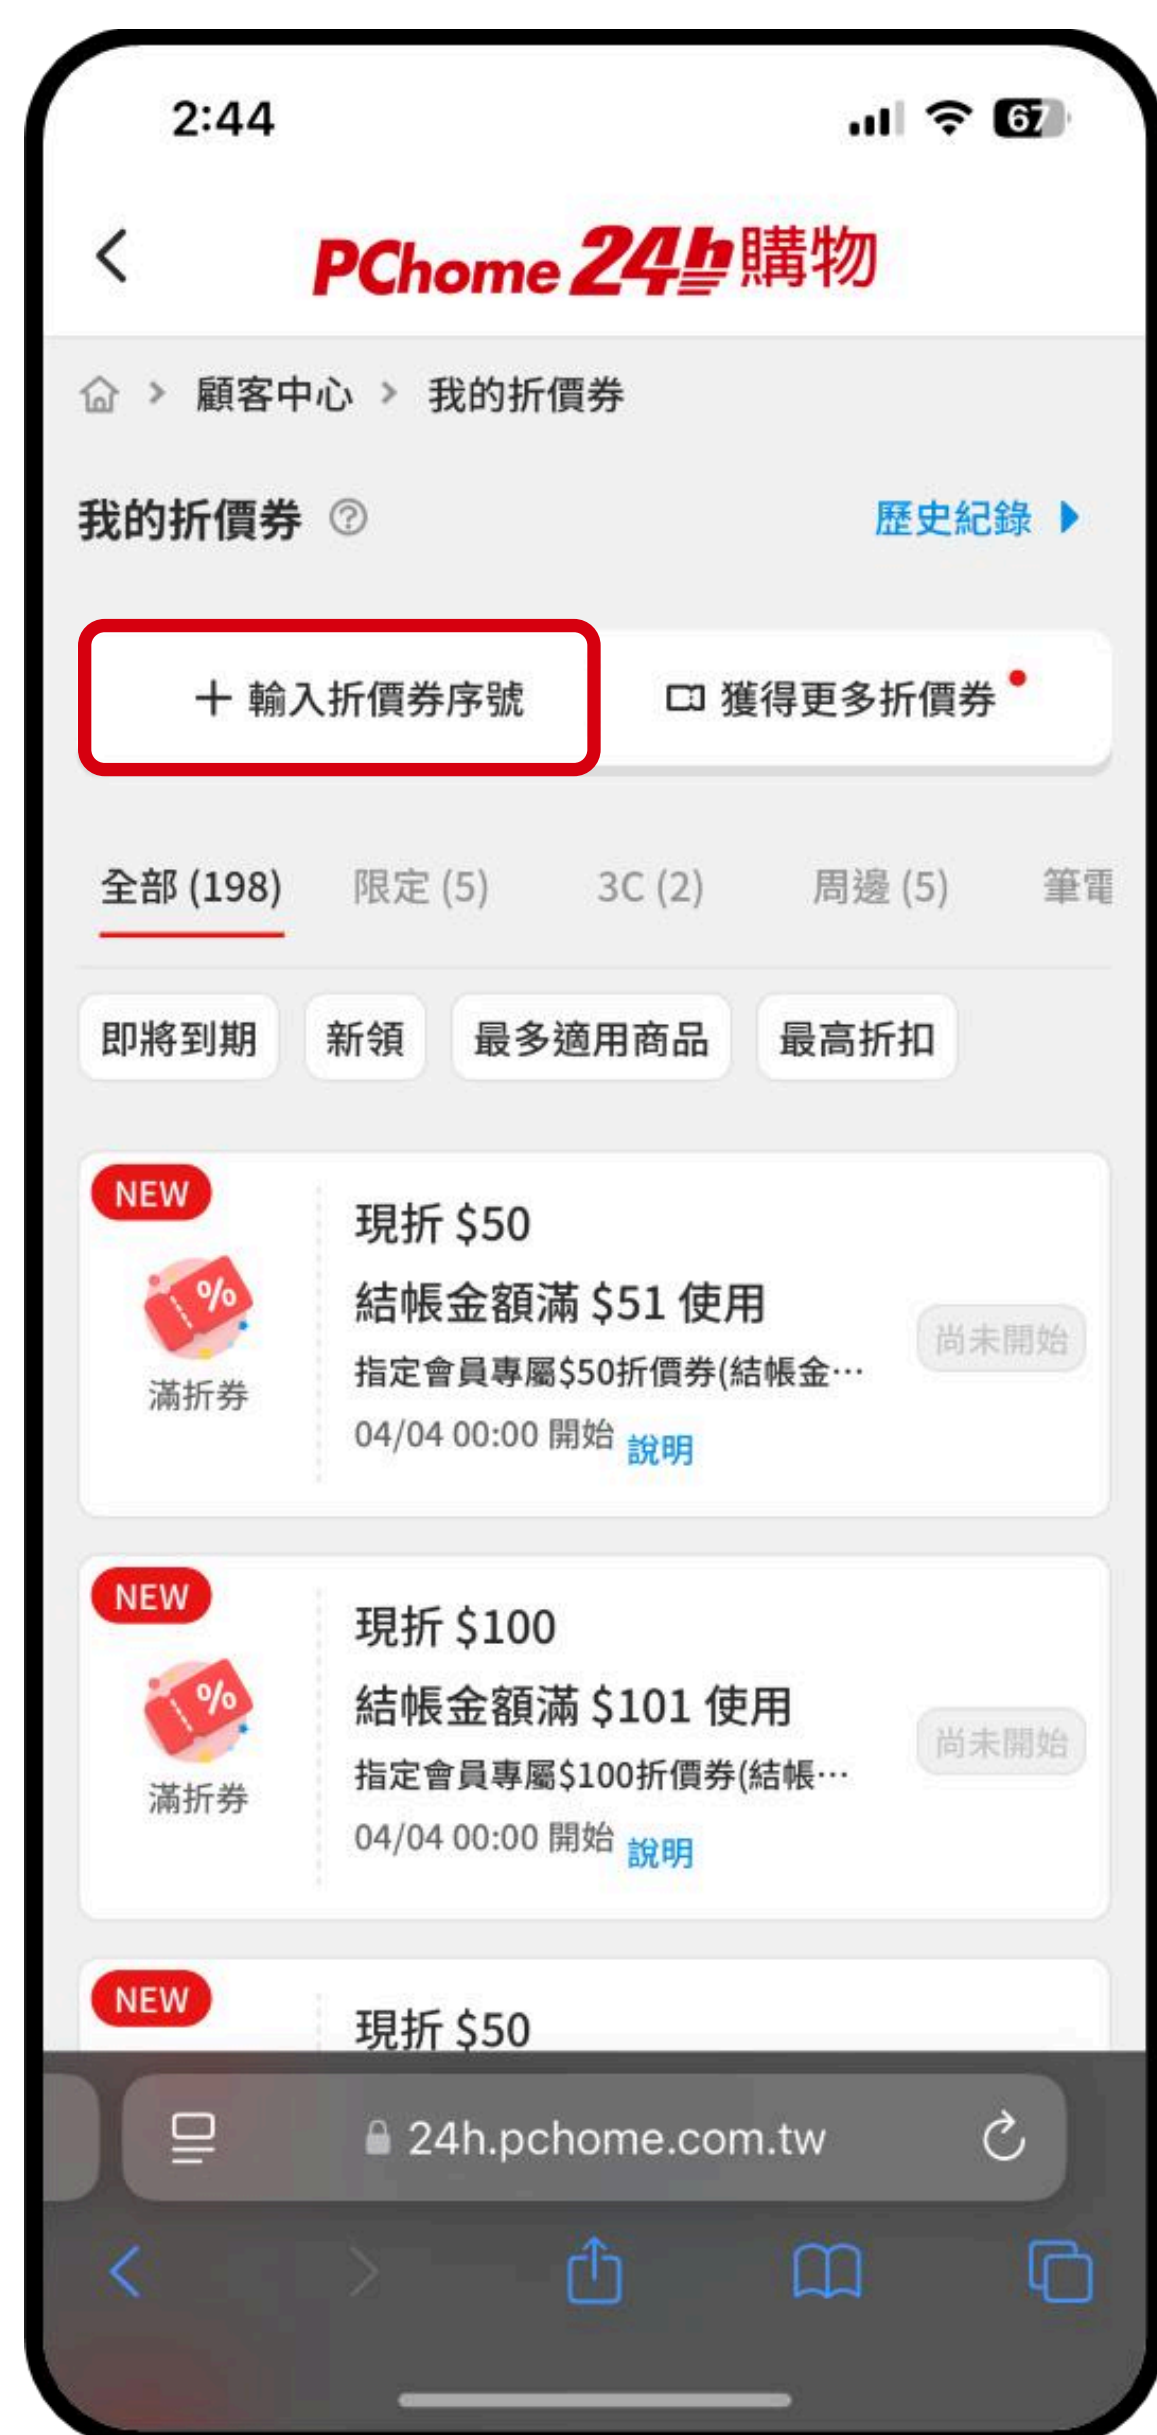 2:44
67
PChome 24h購物
顧客中心 > 我的折價券
我的折價券 ?
歷史紀錄
+ 輸入折價券序號
獲得更多折價券
全部 (198) 限定 (5) 3C (2) 周邊 (5) 筆電
即將到期 新領 最多適用商品 最高折扣
NEW
滿折券
現折 $50
結帳金額滿 $51 使用
指定會員專屬$50折價券(結帳金…
04/04 00:00 開始 說明
尚未開始
NEW
滿折券
現折 $100
結帳金額滿 $101 使用
指定會員專屬$100折價券(結帳…
04/04 00:00 開始 說明
尚未開始
NEW
現折 $50
24h.pchome.com.tw